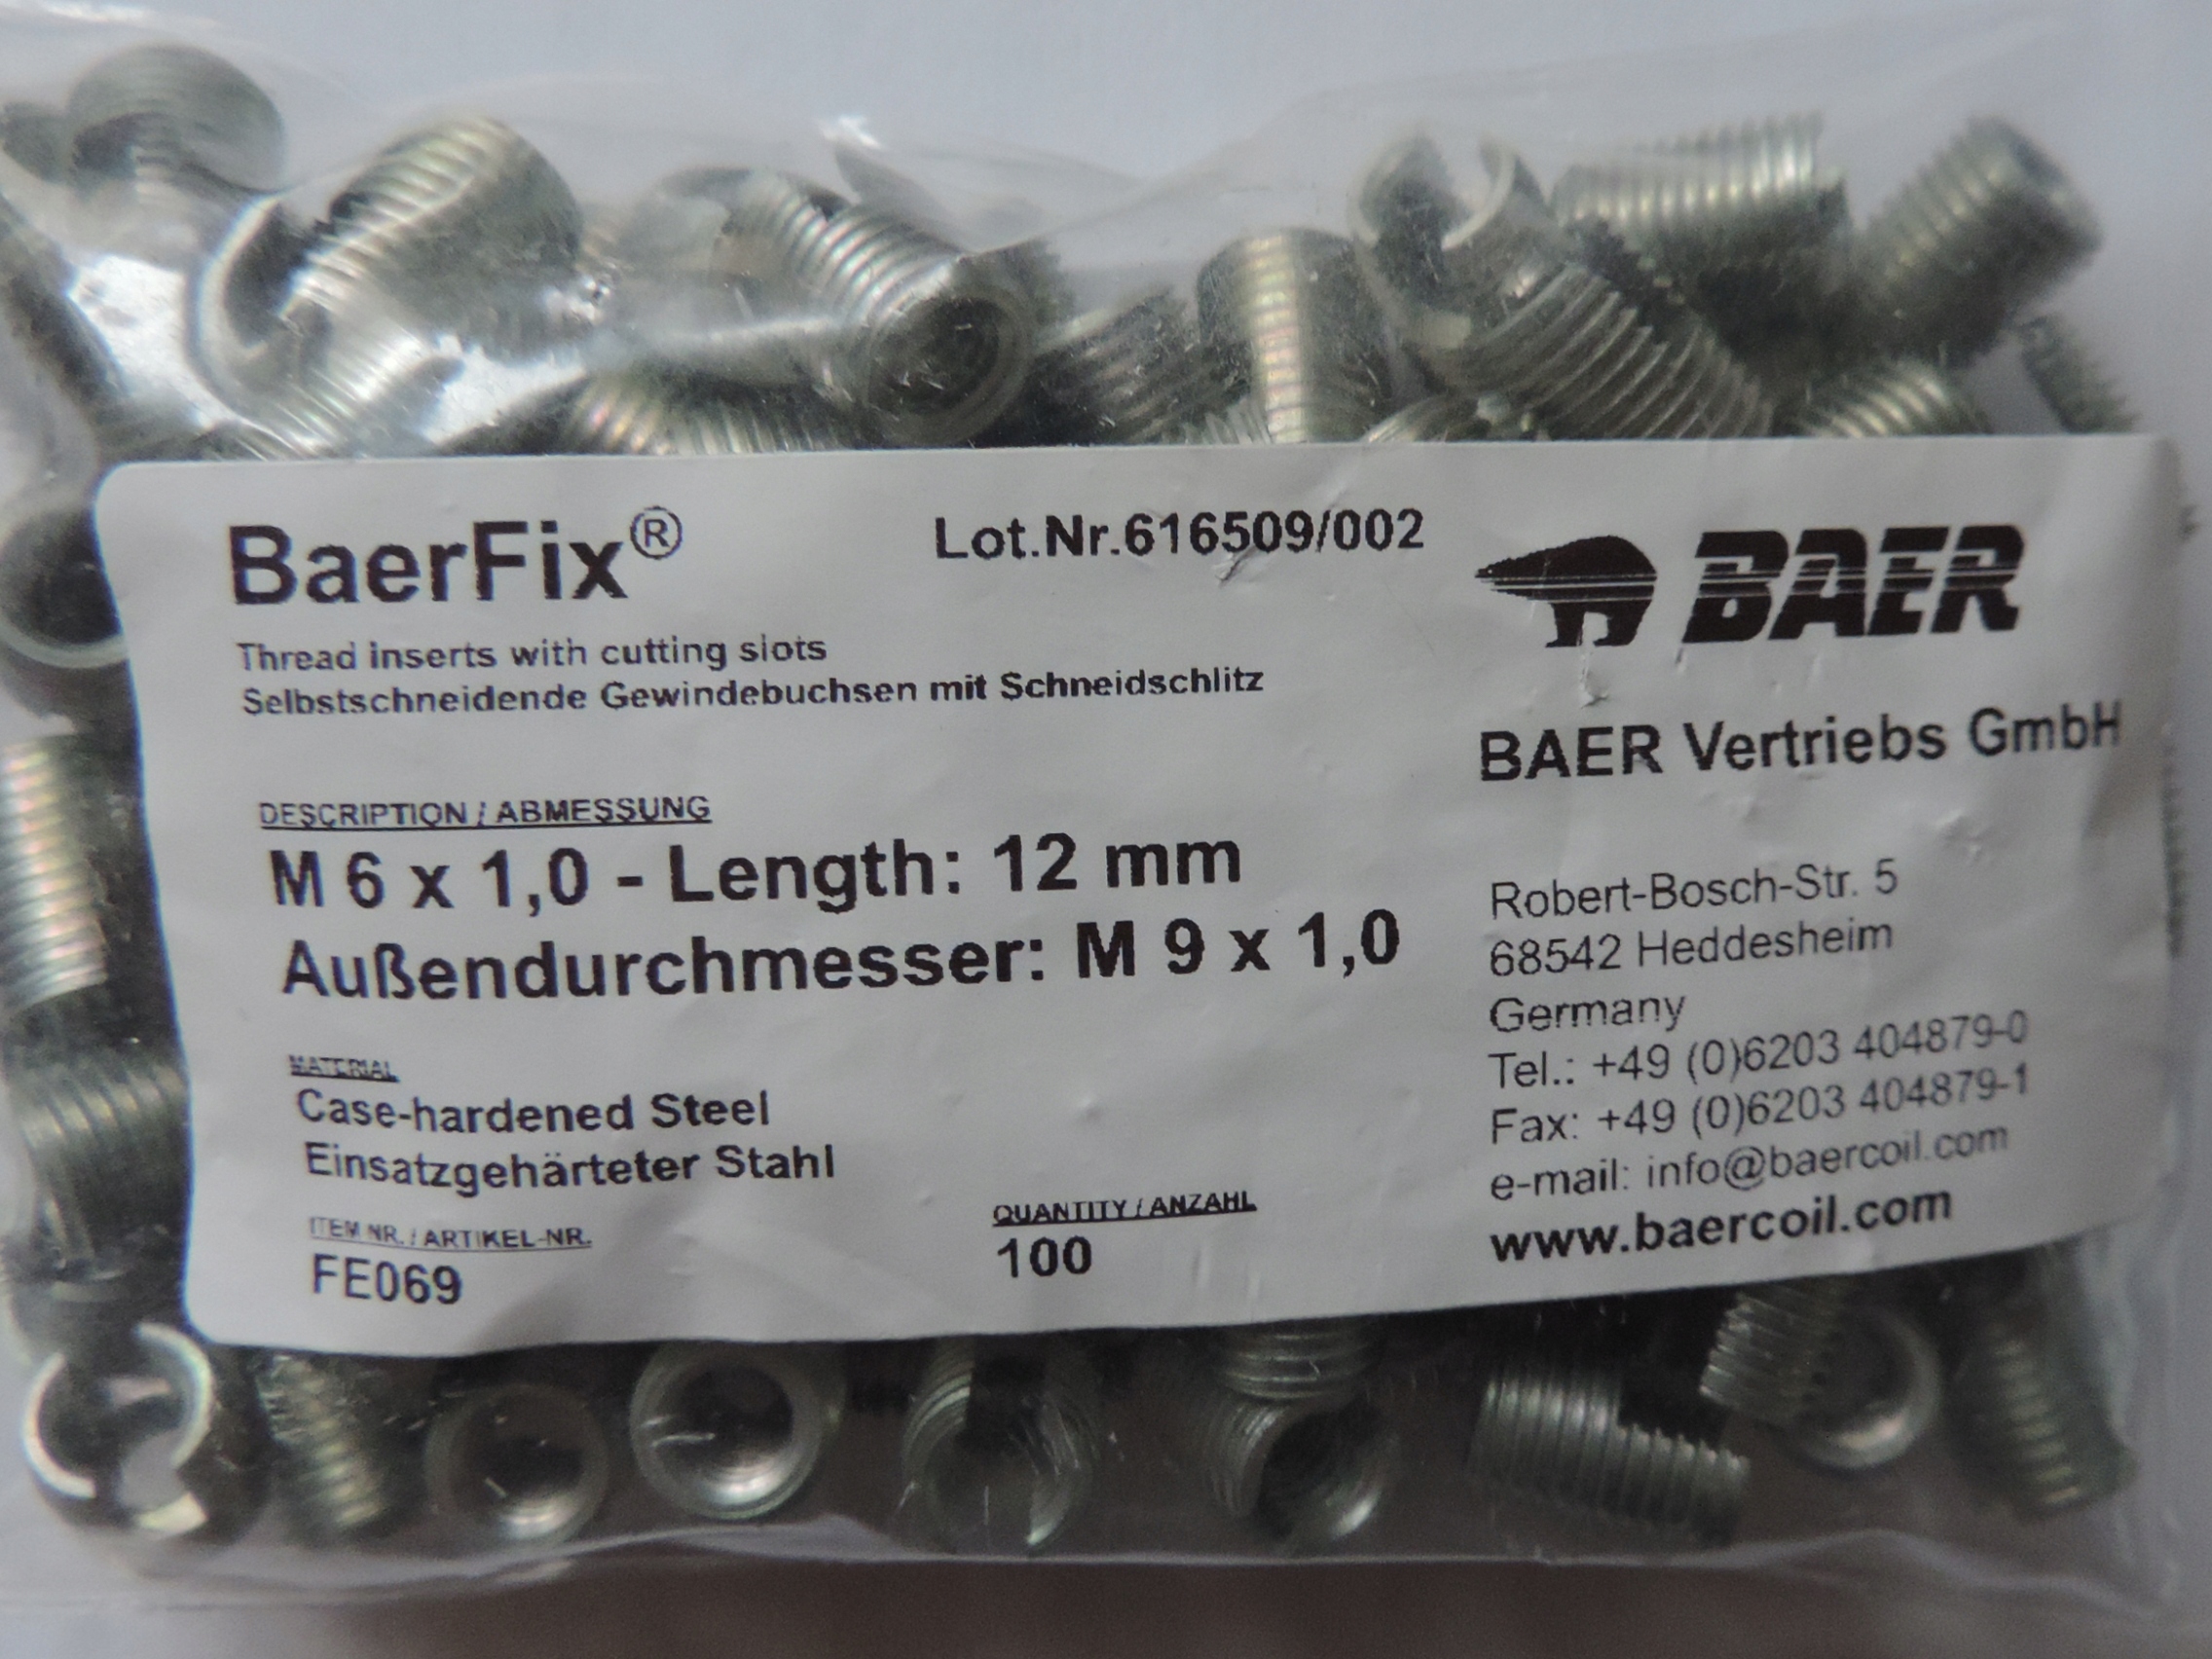 BaerFix®
Lot.Nr.616509/002
BAER
Thread inserts with cutting slots
Selbstschneidende Gewindebuchsen mit Schneidschlitz
BAER Vertriebs GmbH
DESCRIPTION / ABMESSUNG
M 6 x 1,0 - Length: 12 mm
Außendurchmesser: M 9 x 1,0
MATERIAL
Case-hardened Steel
Einsatzgehärteter Stahl
ITEM NR. / ARTIKEL-NR.
FE069
QUANTITY / ANZAHL
100
Robert-Bosch-Str. 5
68542 Heddesheim
Germany
Tel.: +49 (0)6203 404879-0
Fax: +49 (0)6203 404879-1
e-mail: info@baercoil.com
www.baercoil.com